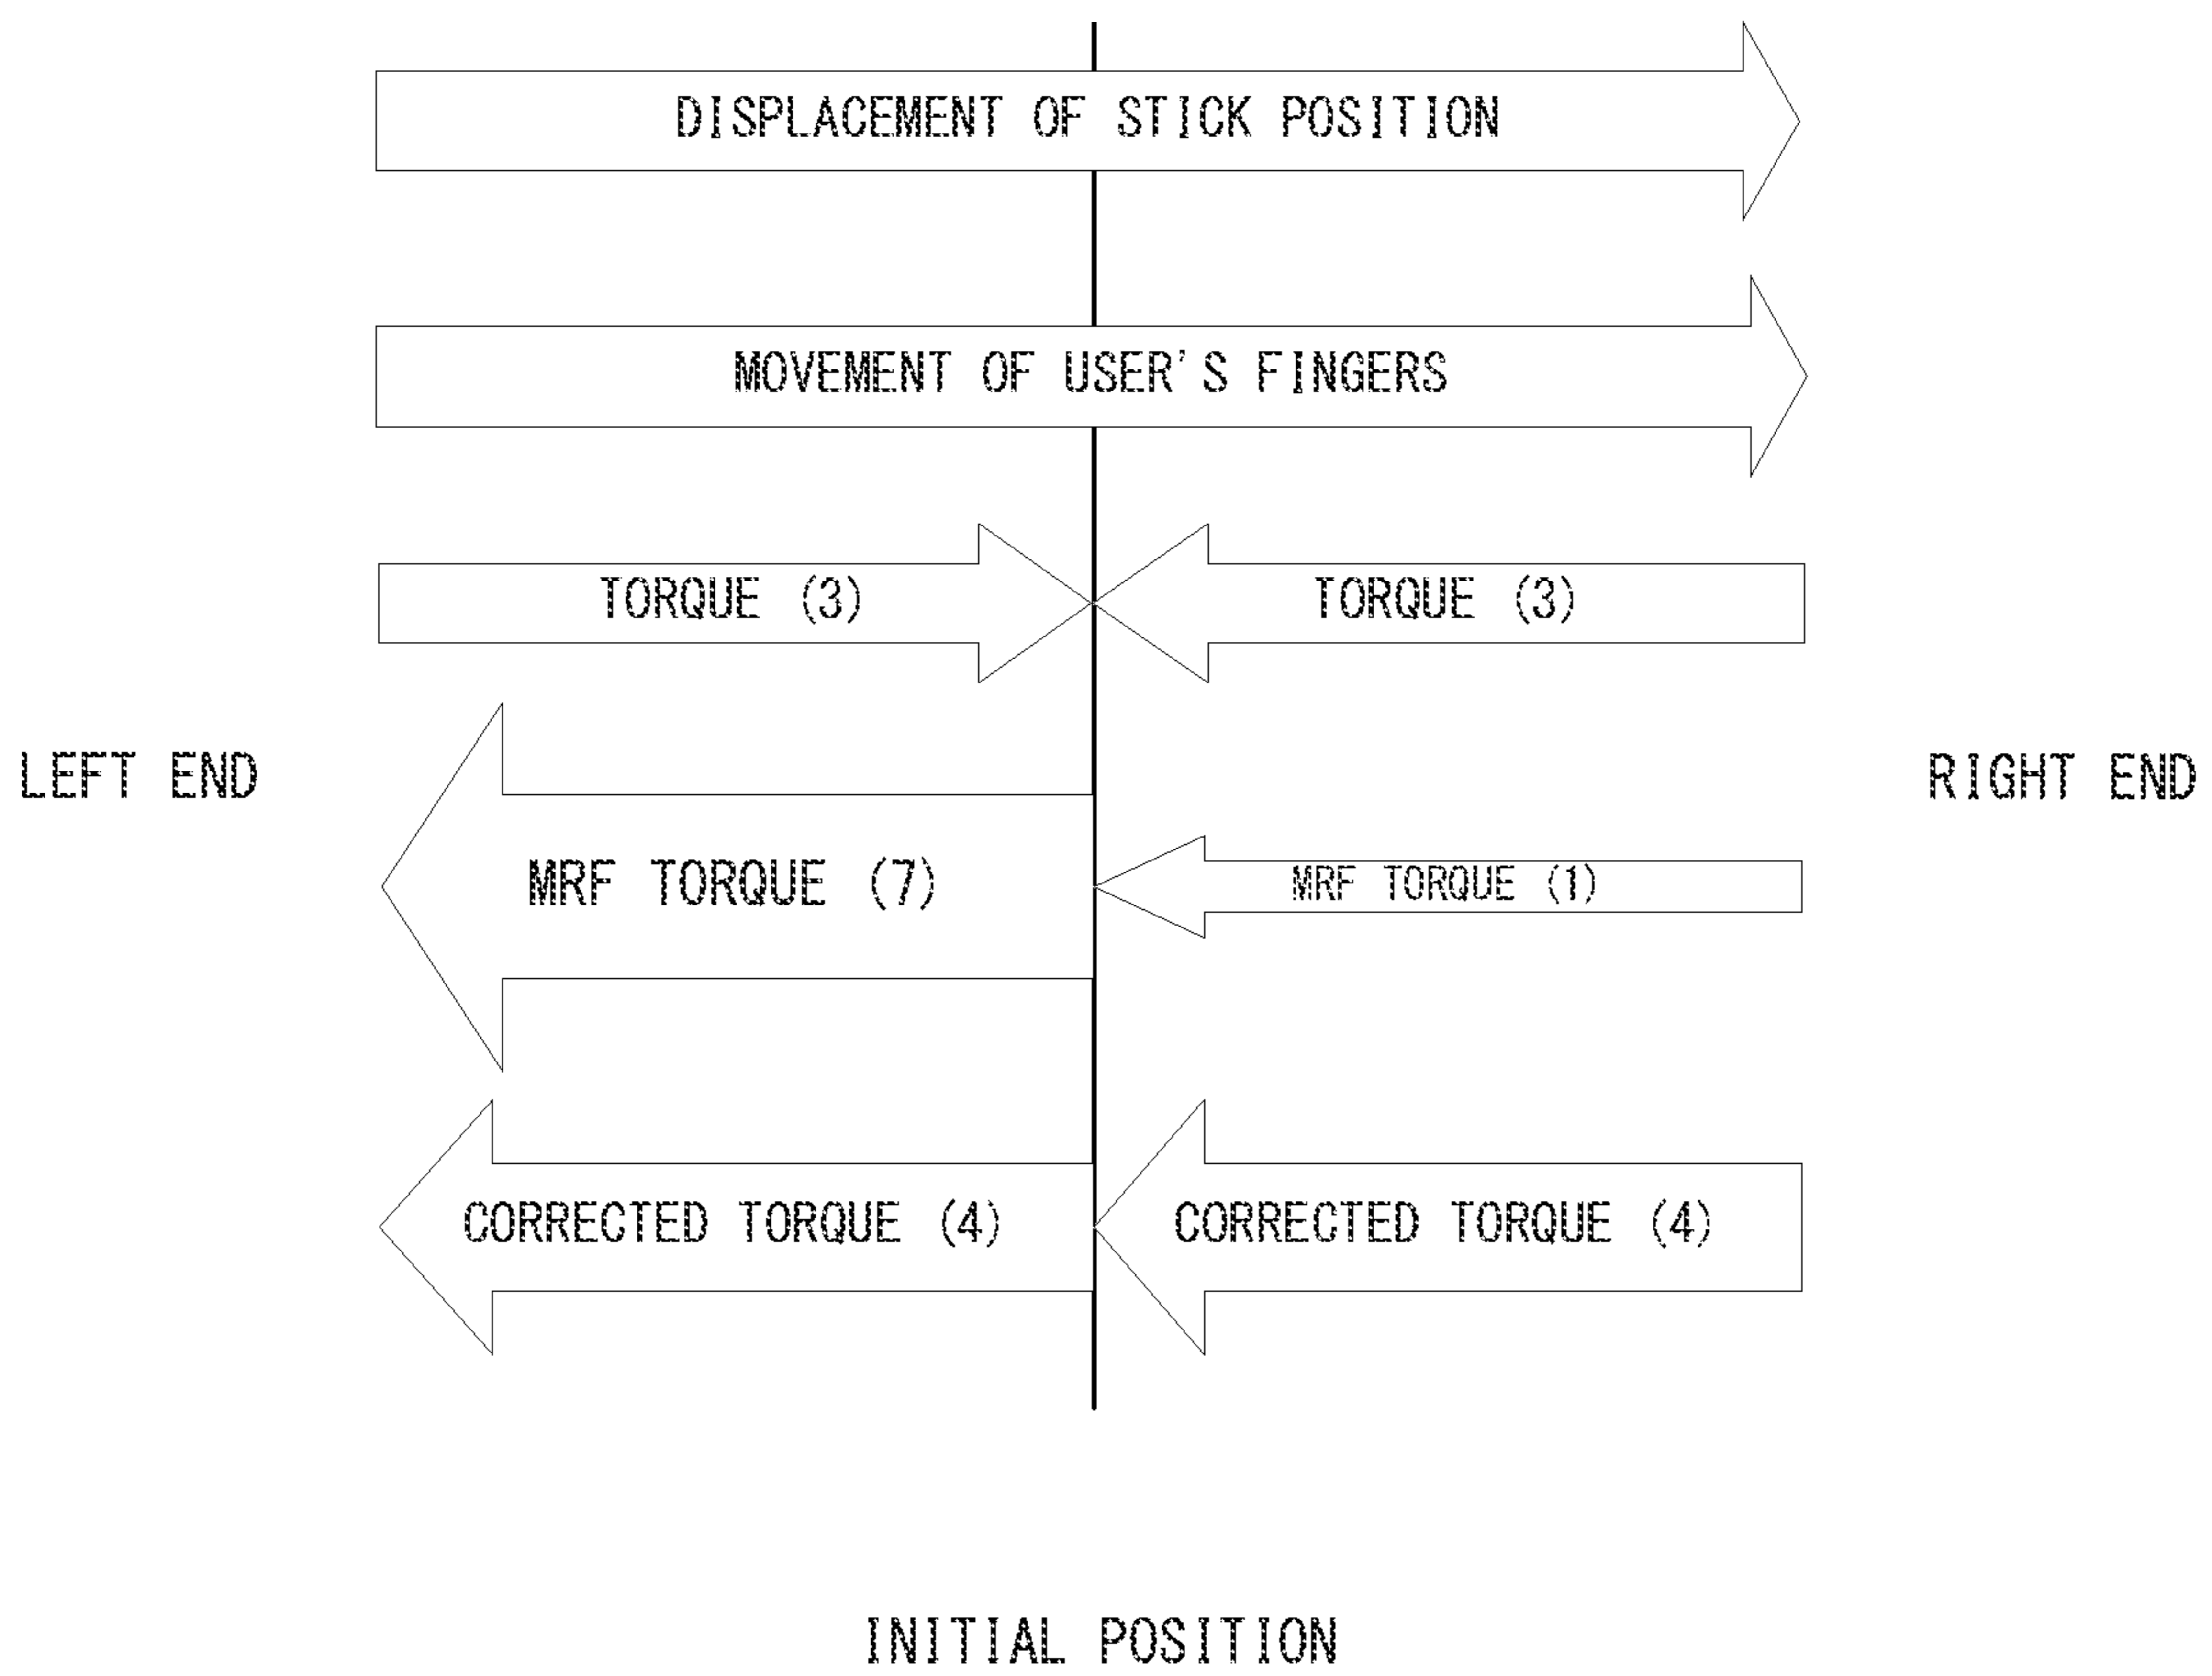 DISPLACEMENT OF STICK POSITION
MOVEMENT OF USER'S FINGERS
TORQUE (3)
TORQUE (3)
LEFT END
RIGHT END
MRF TORQUE (7)
MRF TORQUE (1)
CORRECTED TORQUE (4)
CORRECTED TORQUE (4)
INITIAL POSITION